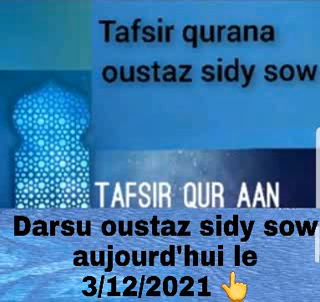 Tafsir qurana
oustaz sidy sow
TAFSIR QUR AAN
Darsu oustaz sidy sow
aujourd'hui le
3/12/2021 👆